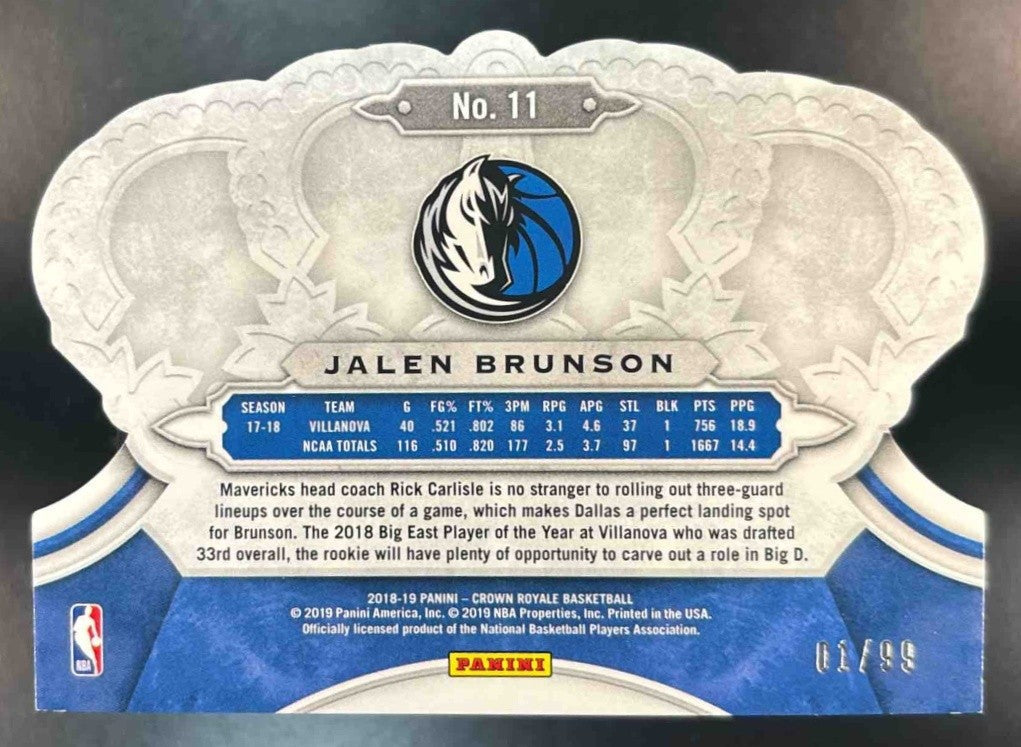 No. 11
JALEN BRUNSON
SEASON TEAM G FG% FT% 3PM RPG APG STL BLK PTS PPG
17-18 VILLANOVA 40 .521 .802 86 3.1 4.6 37 1 756 18.9
NCAA TOTALS 116 .510 .820 177 2.5 3.7 97 1 1667 14.4
Mavericks head coach Rick Carlisle is no stranger to rolling out three-guard
lineups over the course of a game, which makes Dallas a perfect landing spot
for Brunson. The 2018 Big East Player of the Year at Villanova who was drafted
33rd overall, the rookie will have plenty of opportunity to carve out a role in Big D.
2018-19 PANINI – CROWN ROYALE BASKETBALL
© 2019 Panini America, Inc. © 2019 NBA Properties, Inc. Printed in the USA.
Officially licensed product of the National Basketball Players Association.
NBA
PANINI
01/99